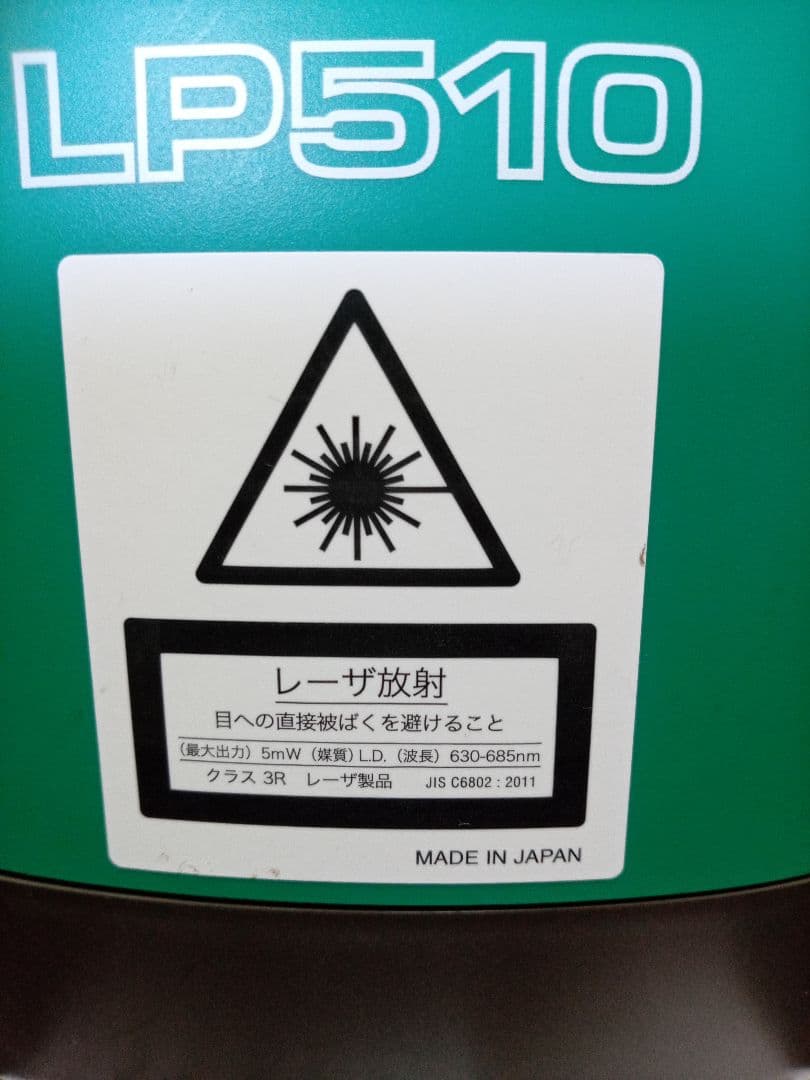 LP510
レーザ放射
目への直接被ばくを避けること
（最大出力）5mW（媒質）L.D.（波長）630-685nm
クラス 3R　レーザ製品　JIS C6802 : 2011
MADE IN JAPAN